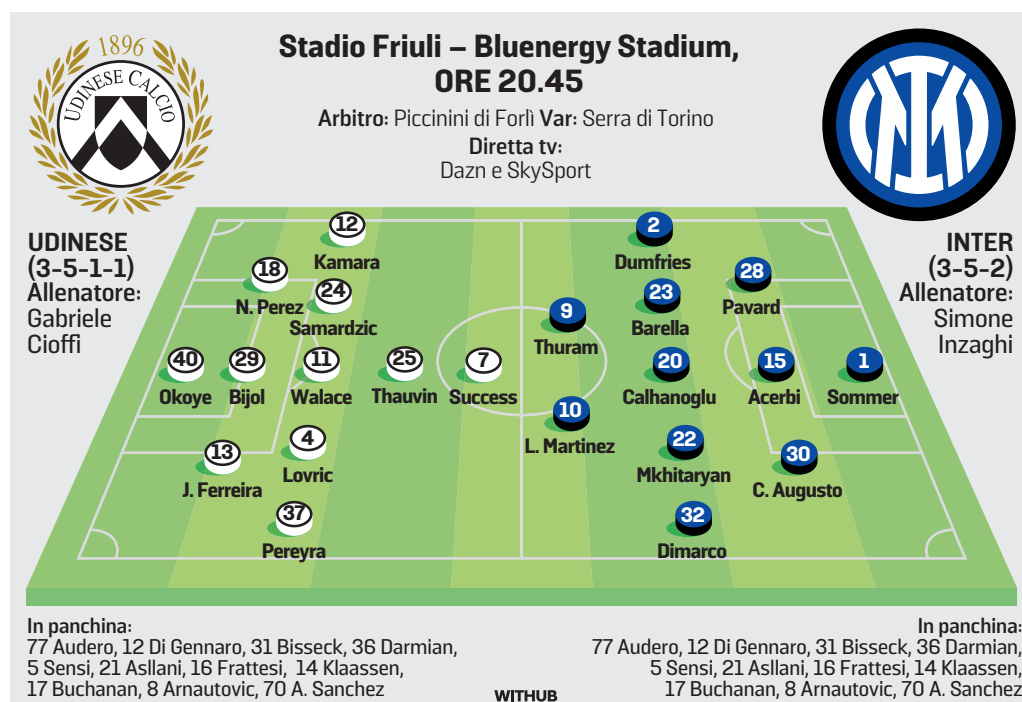 Stadio Friuli – Bluenergy Stadium,
ORE 20.45
Arbitro: Piccinini di Forlì Var: Serra di Torino
Diretta tv:
Dazn e SkySport
1896
UDINESE CALCIO
UDINESE
(3-5-1-1)
Allenatore:
Gabriele
Cioffi
INTER
(3-5-2)
Allenatore:
Simone
Inzaghi
12
Kamara
18
N. Perez
24
Samardzic
40
Okoye
29
Bijol
11
Walace
25
Thauvin
7
Success
13
J. Ferreira
4
Lovric
37
Pereyra
2
Dumfries
28
Pavard
23
Barella
9
Thuram
20
Calhanoglu
15
Acerbi
1
Sommer
10
L. Martinez
22
Mkhitaryan
30
C. Augusto
32
Dimarco
In panchina:
77 Audero, 12 Di Gennaro, 31 Bisseck, 36 Darmian,
5 Sensi, 21 Asllani, 16 Frattesi, 14 Klaassen,
17 Buchanan, 8 Arnautovic, 70 A. Sanchez
In panchina:
77 Audero, 12 Di Gennaro, 31 Bisseck, 36 Darmian,
5 Sensi, 21 Asllani, 16 Frattesi, 14 Klaassen,
17 Buchanan, 8 Arnautovic, 70 A. Sanchez
WITHUB